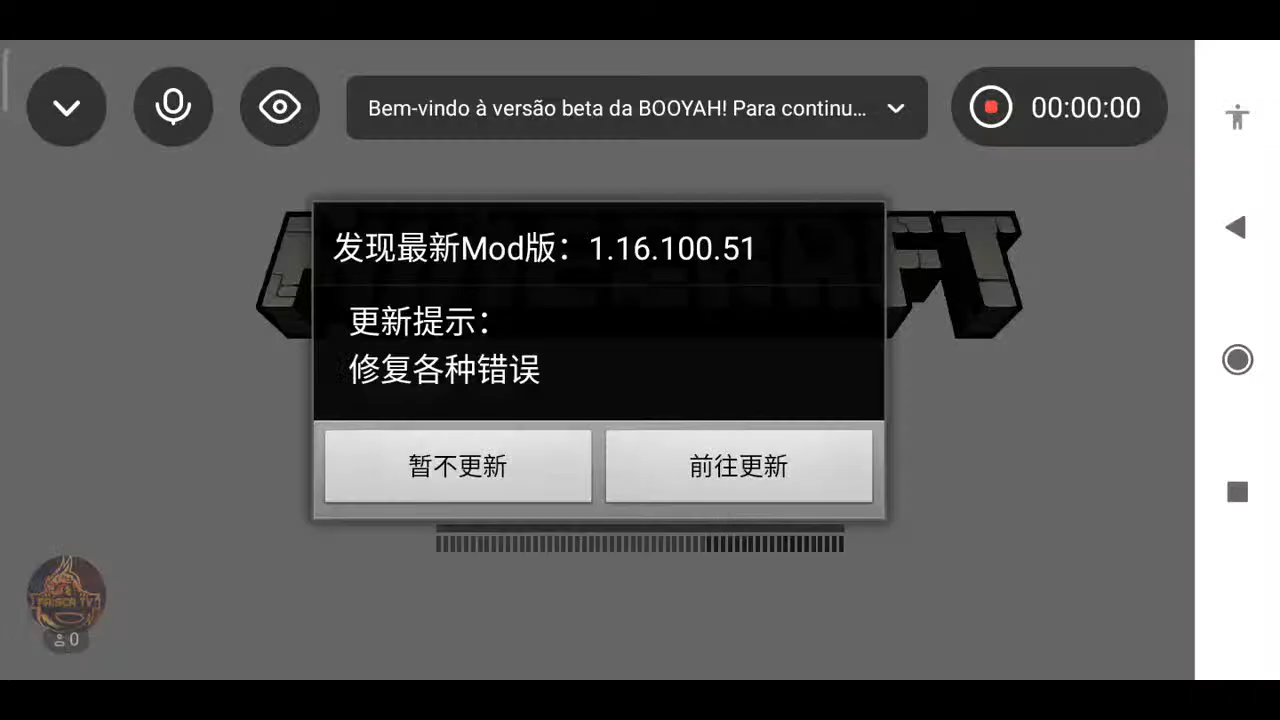 Bem-vindo à versão beta da BOOYAH! Para continu...
00:00:00
发现最新Mod版：1.16.100.51
更新提示：
修复各种错误
暂不更新
前往更新
0